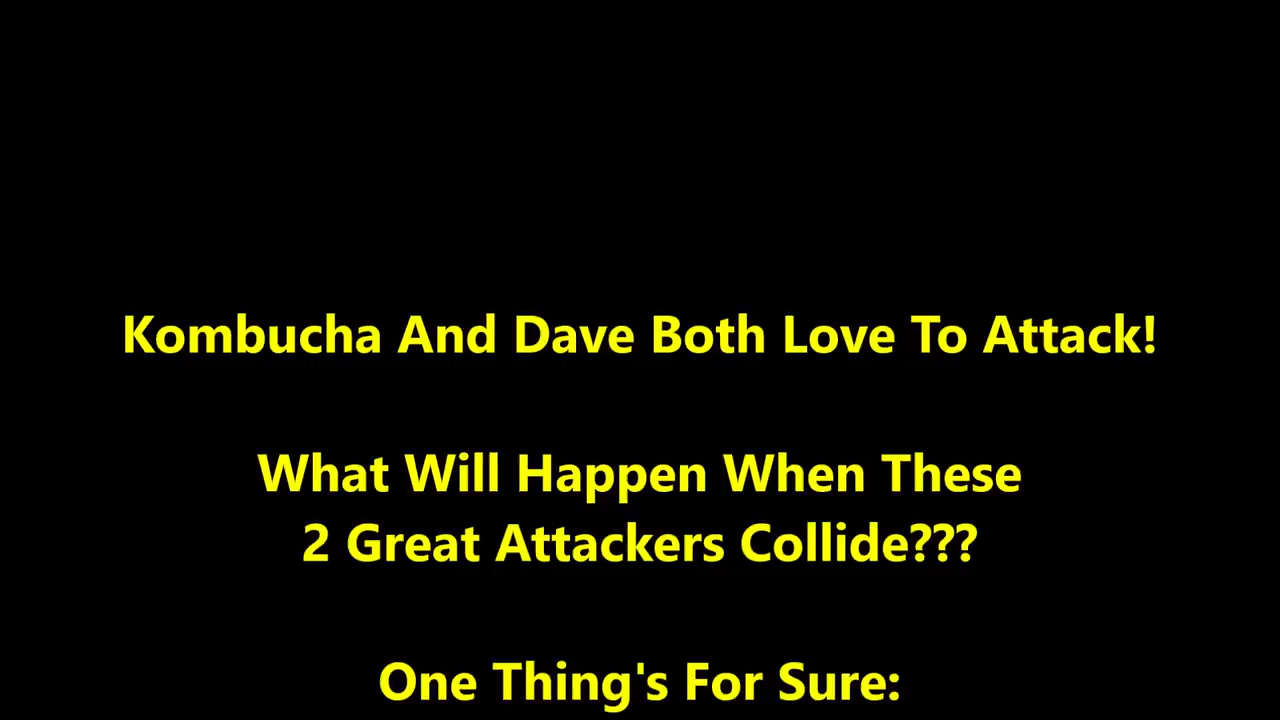 Kombucha And Dave Both Love To Attack!
What Will Happen When These
2 Great Attackers Collide???
One Thing's For Sure: